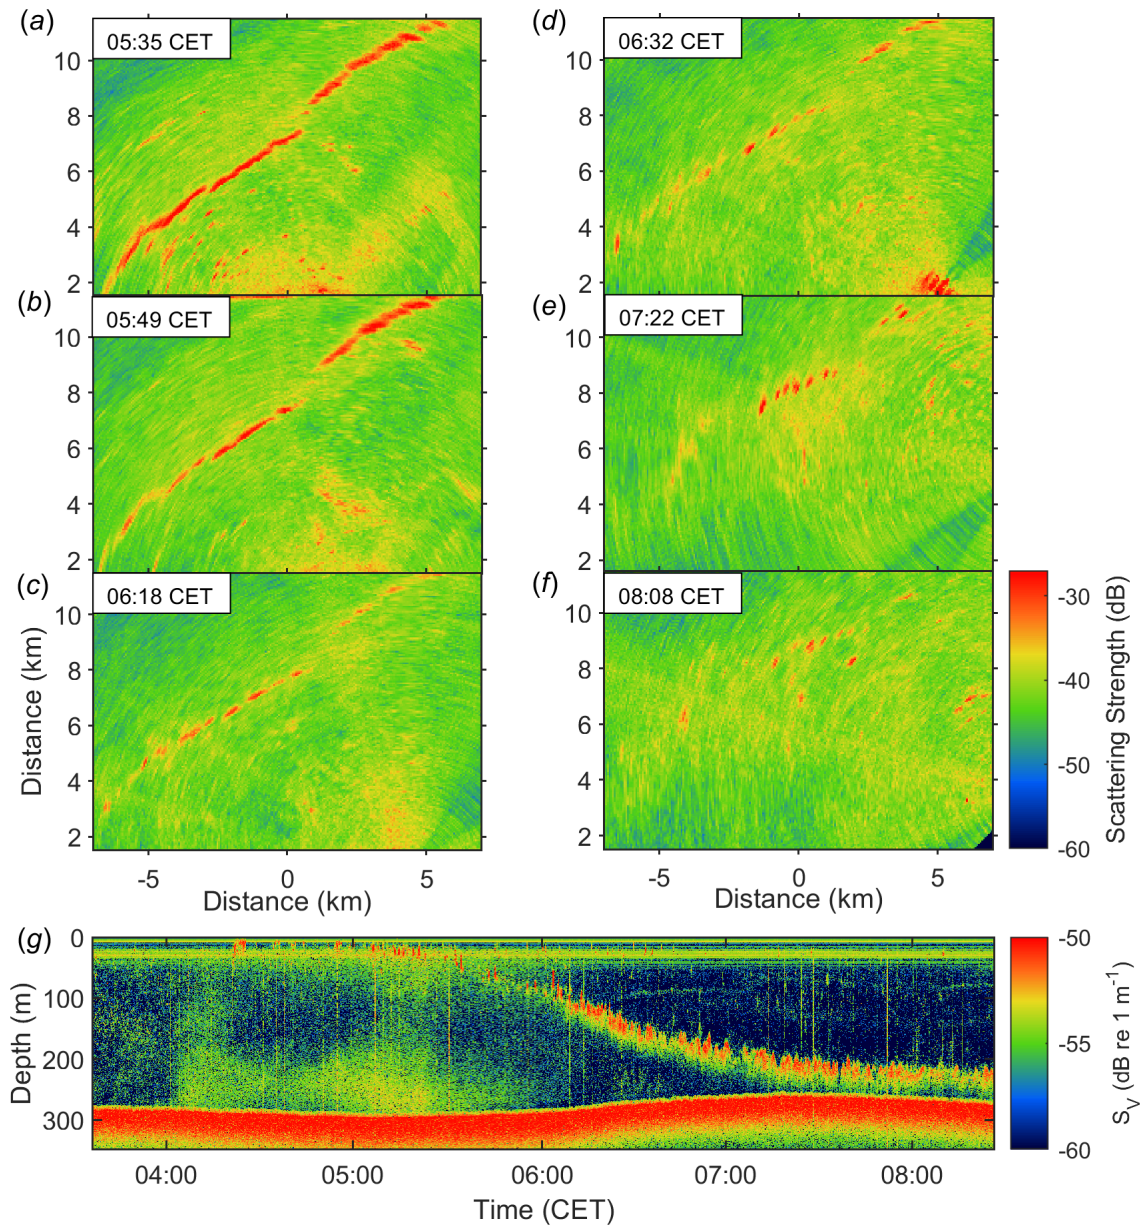 (a)
05:35 CET
10
8
6
4
2
(b)
05:49 CET
10
8
6
4
2
(c)
06:18 CET
10
8
6
4
2
Distance (km)
-5
0
5
Distance (km)
(d)
06:32 CET
10
8
6
4
2
(e)
07:22 CET
10
8
6
4
2
(f)
08:08 CET
10
8
6
4
2
-5
0
5
Distance (km)
-30
-40
-50
-60
Scattering Strength (dB)
(g)
0
100
200
300
Depth (m)
04:00
05:00
06:00
07:00
08:00
Time (CET)
-50
-55
-60
S_V (dB re 1 m^-1)